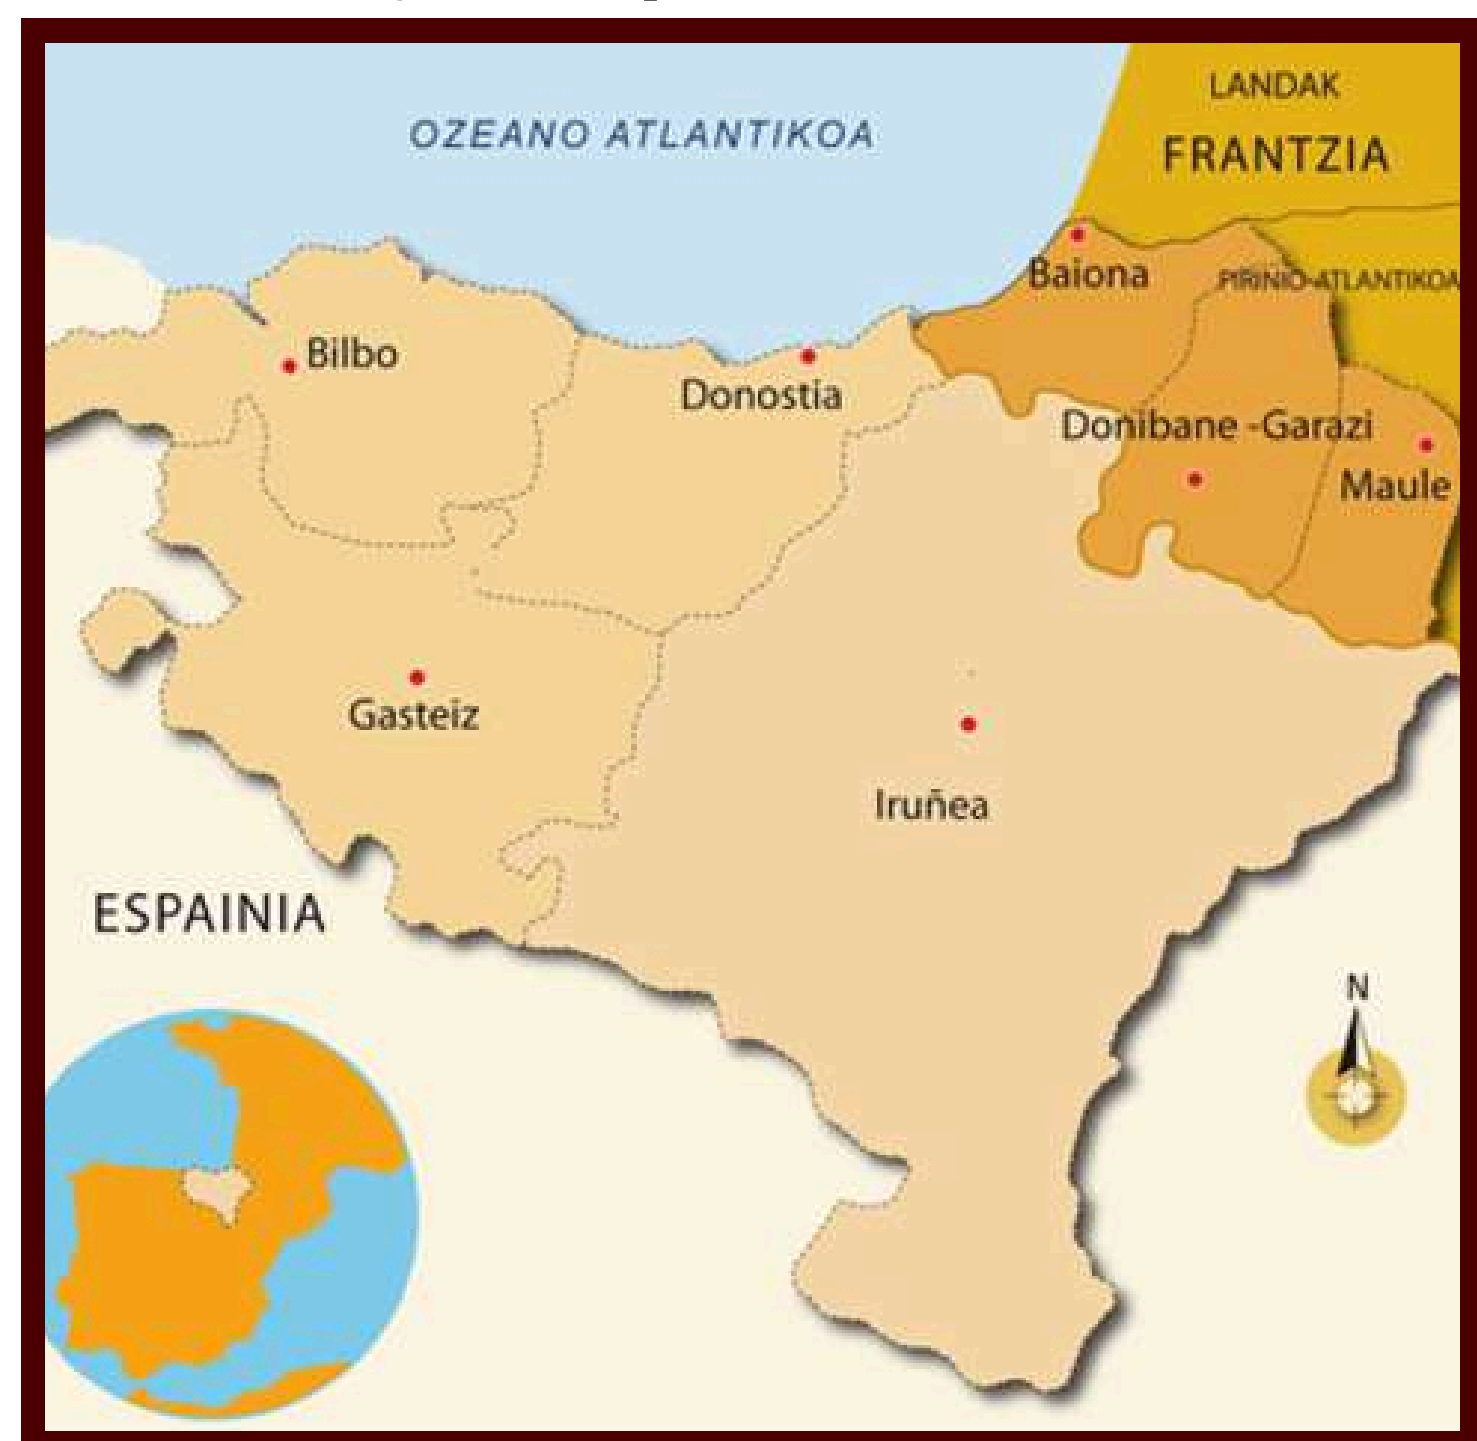 LANDAK
OZEANO ATLANTIKOA
FRANTZIA
Baiona
PIRINIO-ATLANTIKOA
Bilbo
Donostia
Donibane -Garazi
Maule
Gasteiz
Iruñea
ESPAINIA
N